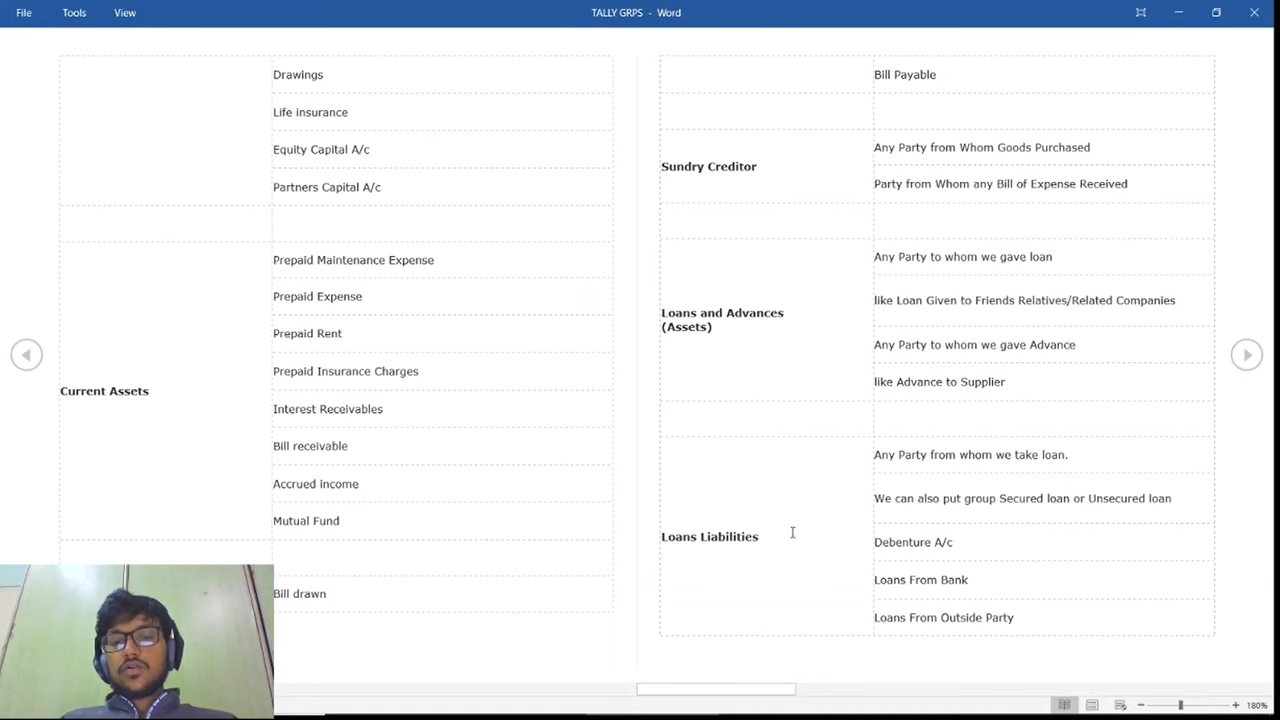 File Tools View TALLY GRPS - Word
Drawings
Life insurance
Equity Capital A/c
Partners Capital A/c
Current Assets
Prepaid Maintenance Expense
Prepaid Expense
Prepaid Rent
Prepaid Insurance Charges
Interest Receivables
Bill receivable
Accrued income
Mutual Fund
Bill drawn
Bill Payable
Sundry Creditor
Any Party from Whom Goods Purchased
Party from Whom any Bill of Expense Received
Loans and Advances
(Assets)
Any Party to whom we gave loan
like Loan Given to Friends Relatives/Related Companies
Any Party to whom we gave Advance
like Advance to Supplier
Loans Liabilities
Any Party from whom we take loan.
We can also put group Secured loan or Unsecured loan
Debenture A/c
Loans From Bank
Loans From Outside Party
180%